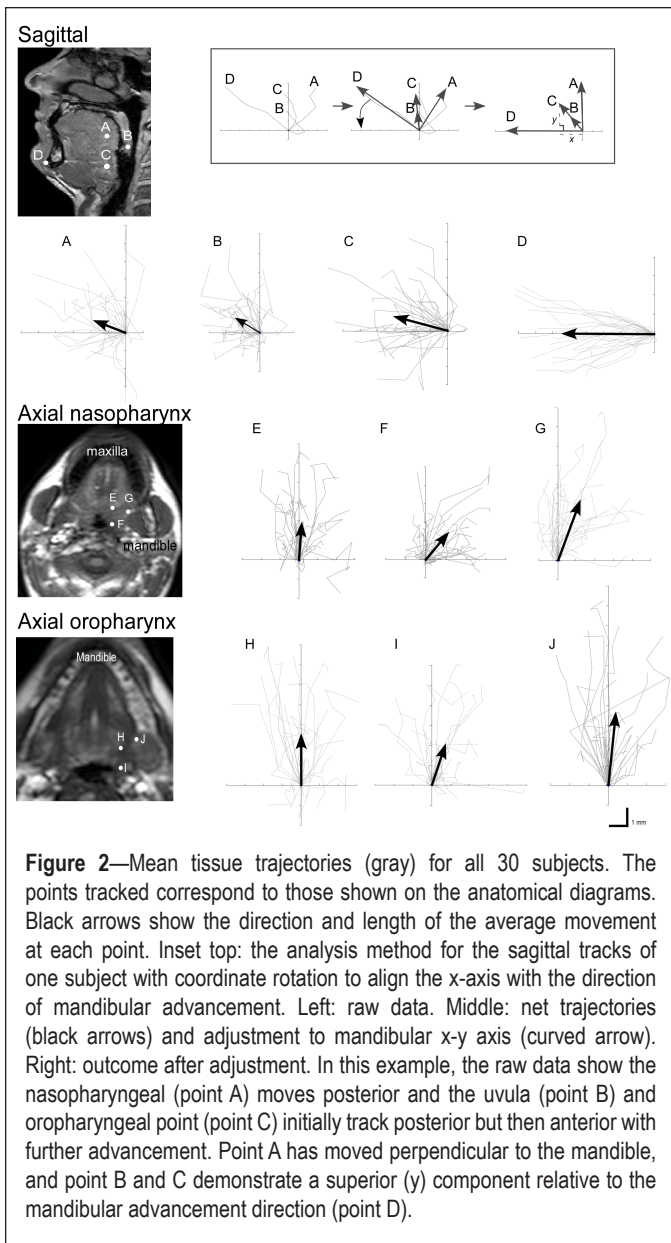 Sagittal
D
C
A
B
D
C
A
B
A
C
B
D
y
x
A
B
D
C
A
B
C
D
Axial nasopharynx
maxilla
E
G
F
mandible
E
F
G
Axial oropharynx
Mandible
H
J
I
H
I
J
1 mm
Figure 2—Mean tissue trajectories (gray) for all 30 subjects. The
points tracked correspond to those shown on the anatomical diagrams.
Black arrows show the direction and length of the average movement
at each point. Inset top: the analysis method for the sagittal tracks of
one subject with coordinate rotation to align the x-axis with the direction
of mandibular advancement. Left: raw data. Middle: net trajectories
(black arrows) and adjustment to mandibular x-y axis (curved arrow).
Right: outcome after adjustment. In this example, the raw data show the
nasopharyngeal (point A) moves posterior and the uvula (point B) and
oropharyngeal point (point C) initially track posterior but then anterior with
further advancement. Point A has moved perpendicular to the mandible,
and point B and C demonstrate a superior (y) component relative to the
mandibular advancement direction (point D).